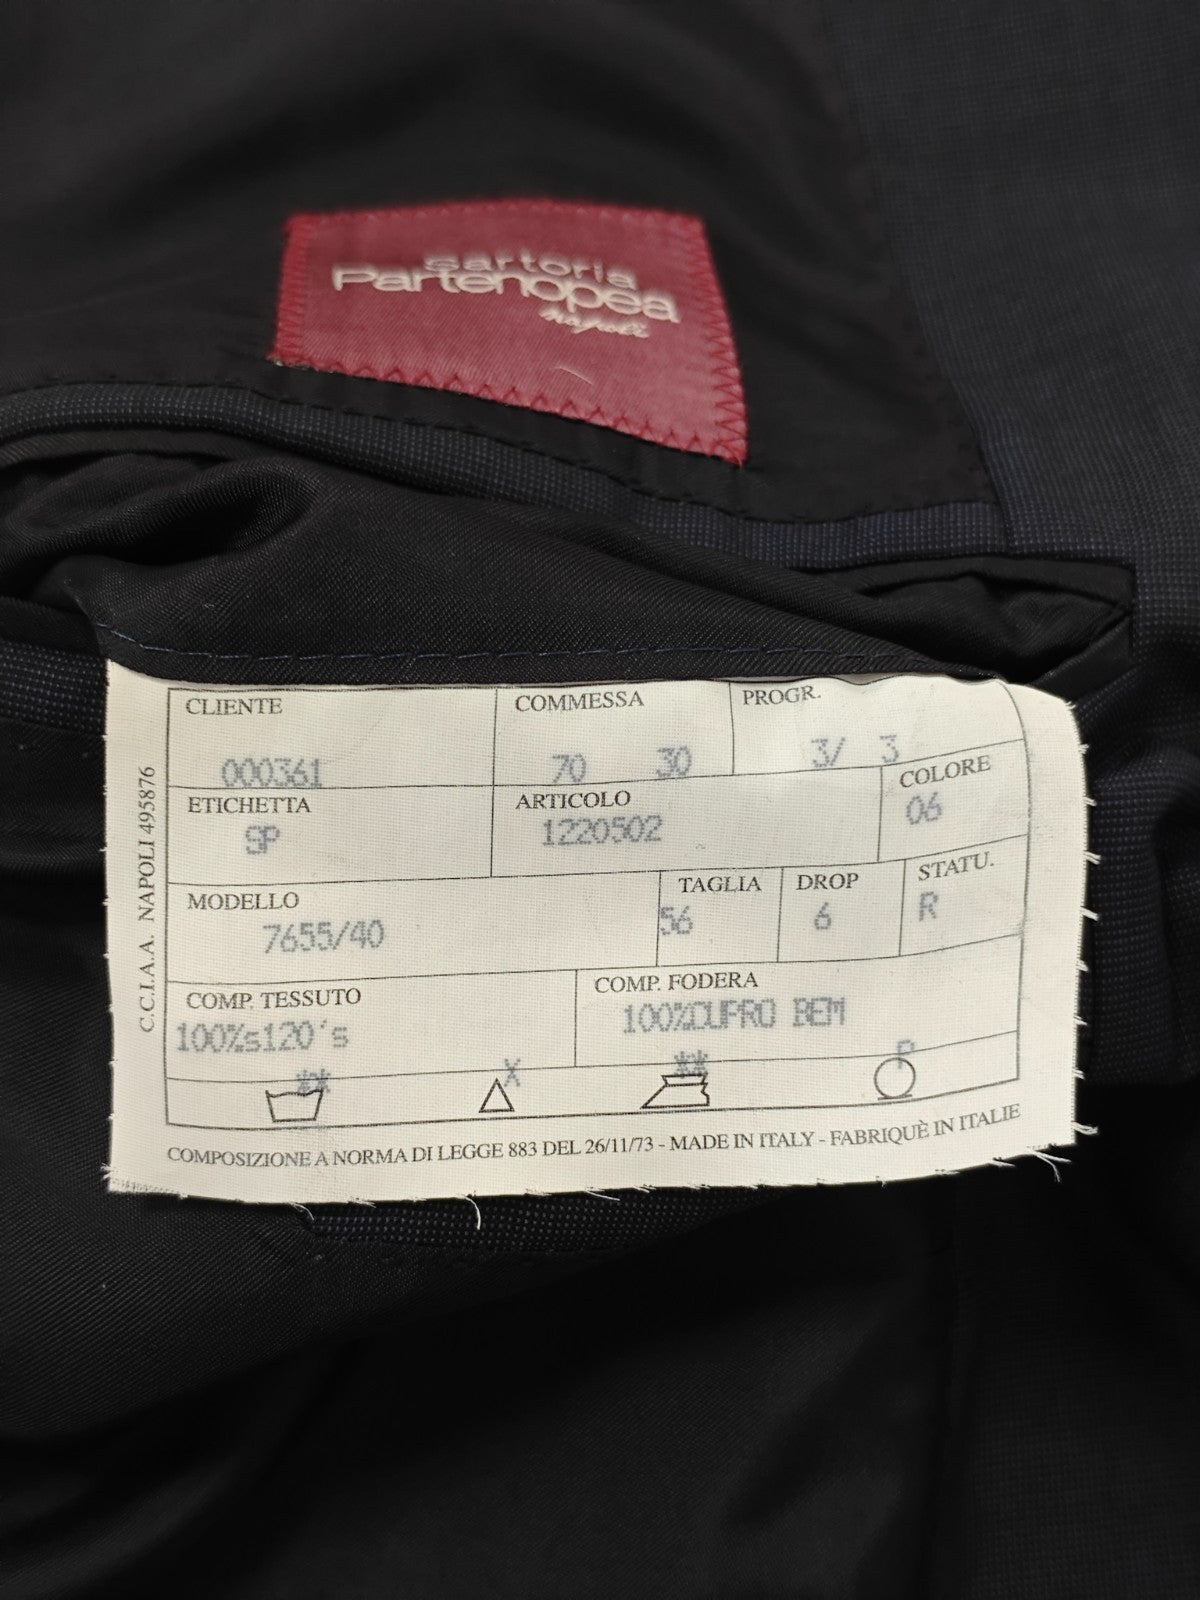 sartoria
Partenopea
napoli
CLIENTE COMMESSA PROGR.
000361 70 30 3/ 3
ETICHETTA ARTICOLO COLORE
SP 1220502 06
MODELLO TAGLIA DROP STATU.
7655/40 56 6 R
COMP. TESSUTO COMP. FODERA
100%s120's 100%CUPRO BEM
** X ** P
COMPOSIZIONE A NORMA DI LEGGE 883 DEL 26/11/73 - MADE IN ITALY - FABRIQUÈ IN ITALIE
C.C.I.A.A. NAPOLI 495876